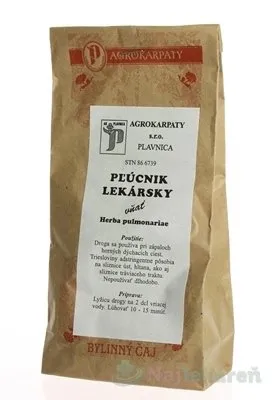 AGROKARPATY
AGROKARPATY
s.r.o.
PLAVNICA
STN 86 6739
PĽÚCNIK
LEKÁRSKY
vňať
Herba pulmonariae
Použitie:
Droga sa používa pri zápaloch
horných dýchacích ciest.
Triesloviny adstringentne pôsobia
na sliznice úst, hltana, ako aj
sliznice tráviaceho traktu.
Nepoužívať dlhodobo.
Príprava:
Lyžicu drogy na 2 dcl vriacej
vody. Lúhovať 10 - 15 minút.
BYLINNÝ ČAJ